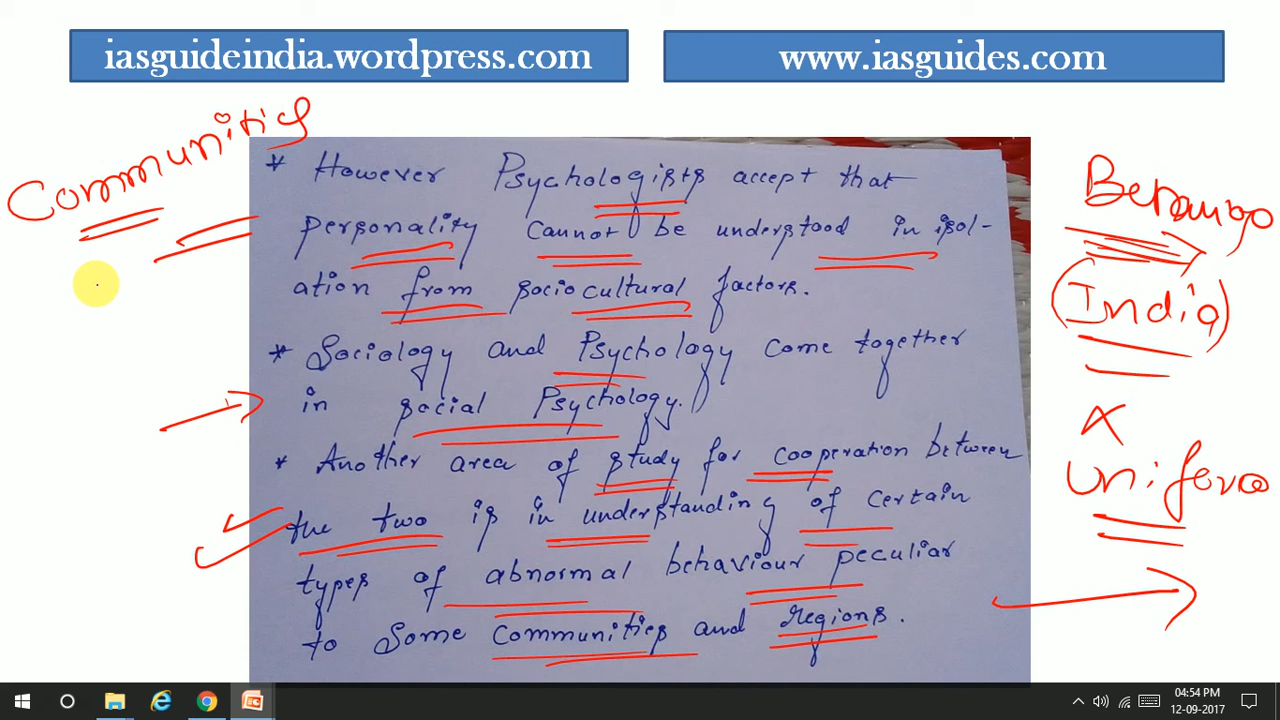 iasguideindia.wordpress.com
www.iasguides.com
Communities
* However Psychologists accept that
personality cannot be understood in isol-
ation from socio cultural factors.
* Sociology and Psychology come together
in social Psychology.
* Another area of study for cooperation between
the two is in understanding of certain
types of abnormal behaviour peculiar
to some communities and regions.
(India)
04:54 PM
12-09-2017